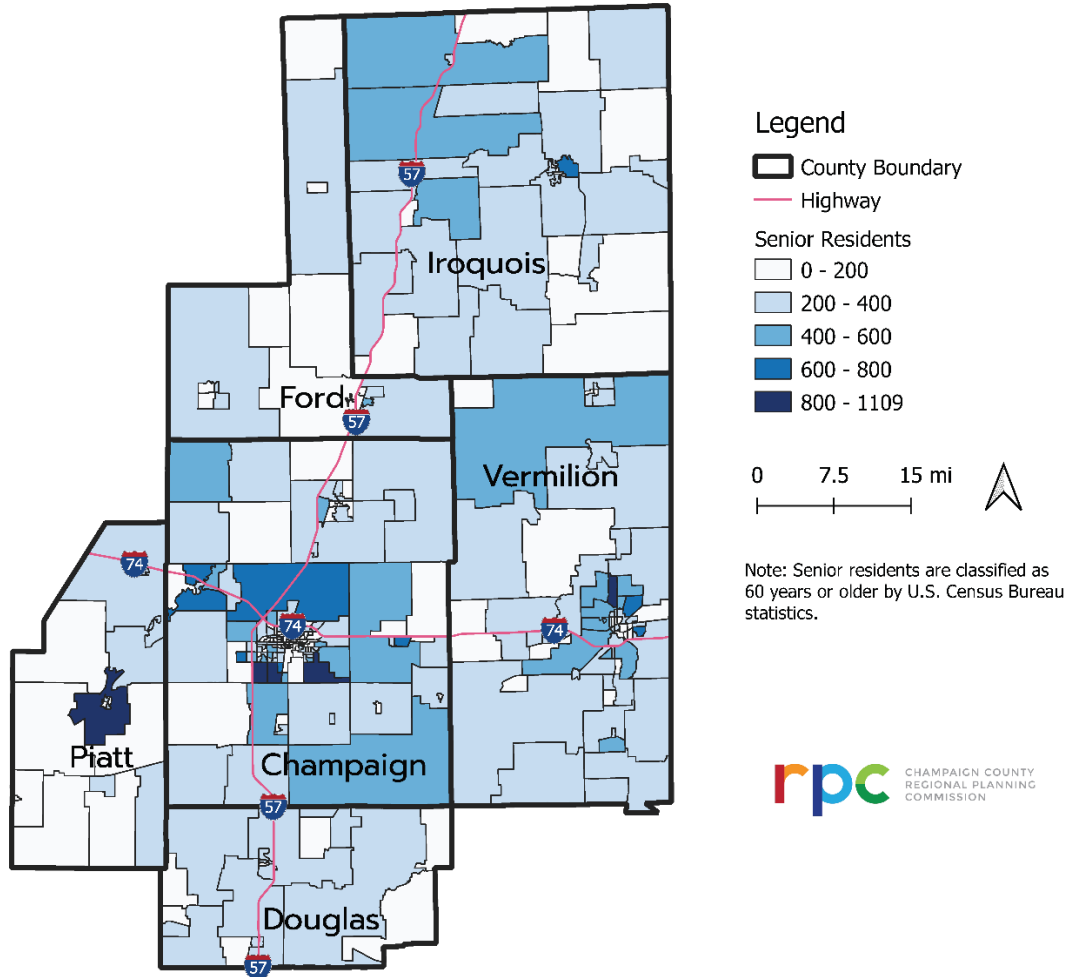 Iroquois
57
Ford
57
Vermilion
74
74
74
Piatt
Champaign
57
Douglas
57
Legend
County Boundary
Highway
Senior Residents
0 - 200
200 - 400
400 - 600
600 - 800
800 - 1109
0 7.5 15 mi
Note: Senior residents are classified as
60 years or older by U.S. Census Bureau
statistics.
rpc
CHAMPAIGN COUNTY
REGIONAL PLANNING
COMMISSION